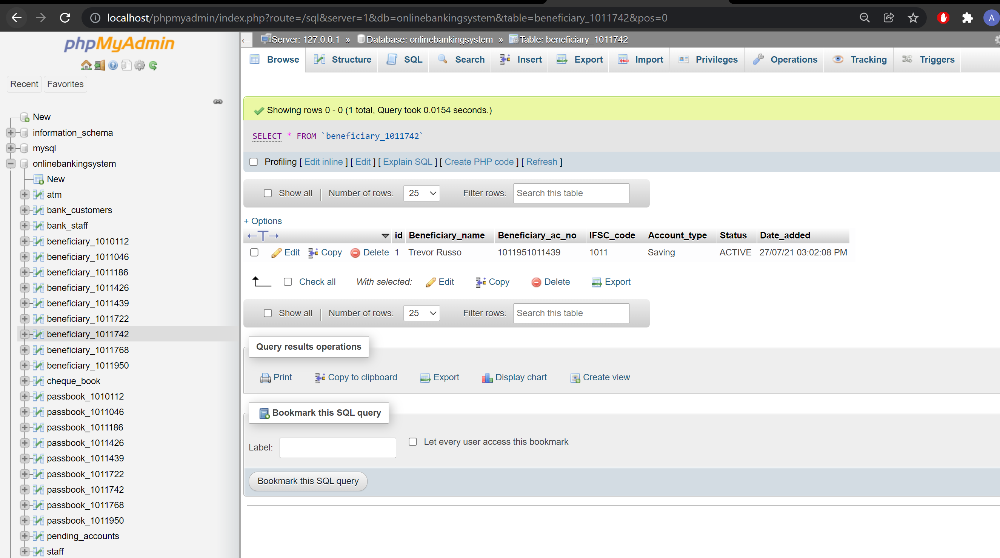 localhost/phpmyadmin/index.php?route=/sql&server=1&db=onlinebankingsystem&table=beneficiary_1011742&pos=0
A
phpMyAdmin
Recent Favorites
New
information_schema
mysql
onlinebankingsystem
New
atm
bank_customers
bank_staff
beneficiary_1010112
beneficiary_1011046
beneficiary_1011186
beneficiary_1011426
beneficiary_1011439
beneficiary_1011722
beneficiary_1011742
beneficiary_1011768
beneficiary_1011950
cheque_book
passbook_1010112
passbook_1011046
passbook_1011186
passbook_1011426
passbook_1011439
passbook_1011722
passbook_1011742
passbook_1011768
passbook_1011950
pending_accounts
staff
Server: 127.0.0.1 » Database: onlinebankingsystem » Table: beneficiary_1011742
Browse Structure SQL Search Insert Export Import Privileges Operations Tracking Triggers
Showing rows 0 - 0 (1 total, Query took 0.0154 seconds.)
SELECT * FROM `beneficiary_1011742`
Profiling [ Edit inline ] [ Edit ] [ Explain SQL ] [ Create PHP code ] [ Refresh ]
Show all | Number of rows: 25 Filter rows: Search this table
+ Options
←T→ id Beneficiary_name Beneficiary_ac_no IFSC_code Account_type Status Date_added
Edit Copy Delete 1 Trevor Russo 1011951011439 1011 Saving ACTIVE 27/07/21 03:02:08 PM
Check all With selected: Edit Copy Delete Export
Show all | Number of rows: 25 Filter rows: Search this table
Query results operations
Print Copy to clipboard Export Display chart Create view
Bookmark this SQL query
Label: Let every user access this bookmark
Bookmark this SQL query